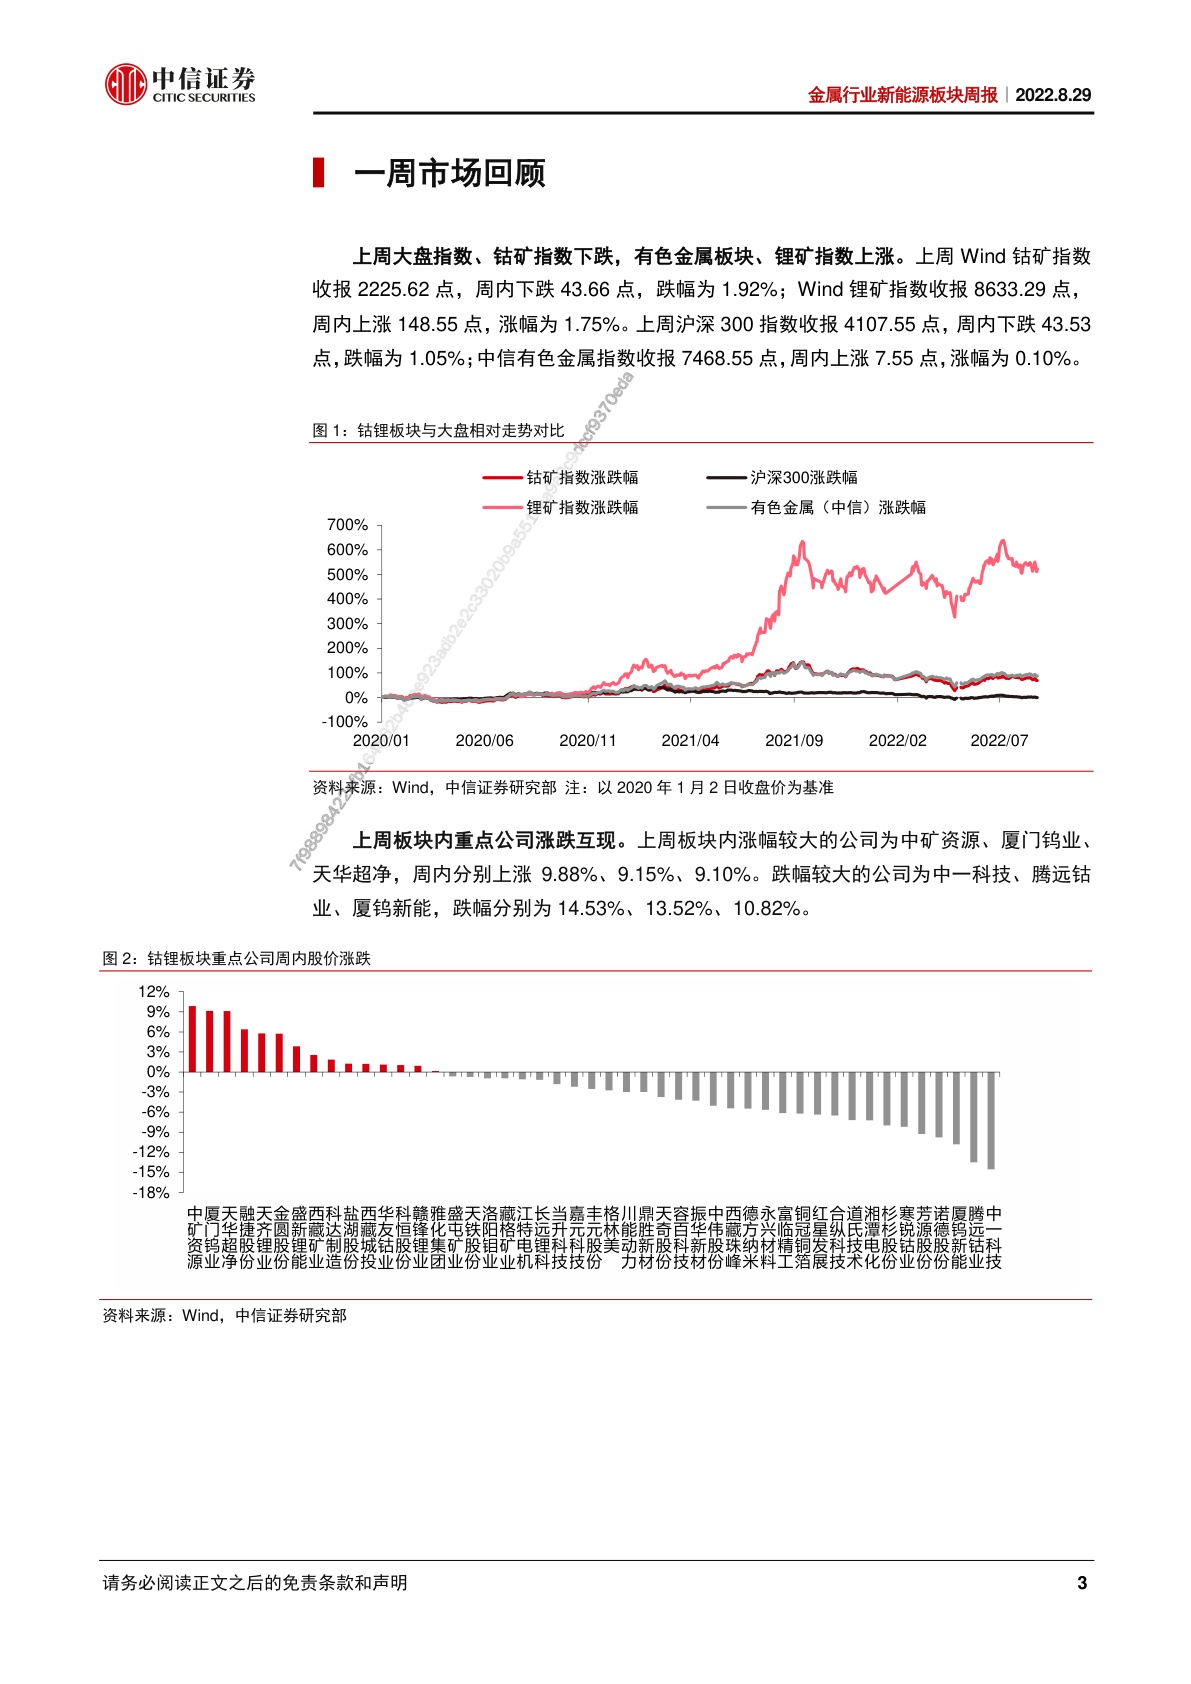 中信证券
CITIC SECURITIES
金属行业新能源板块周报｜2022.8.29
一周市场回顾
上周大盘指数、钴矿指数下跌，有色金属板块、锂矿指数上涨。上周 Wind 钴矿指数
收报 2225.62 点，周内下跌 43.66 点，跌幅为 1.92%；Wind 锂矿指数收报 8633.29 点，
周内上涨 148.55 点，涨幅为 1.75%。上周沪深 300 指数收报 4107.55 点，周内下跌 43.53
点，跌幅为 1.05%；中信有色金属指数收报 7468.55 点，周内上涨 7.55 点，涨幅为 0.10%。
图 1：钴锂板块与大盘相对走势对比
钴矿指数涨跌幅 沪深300涨跌幅
锂矿指数涨跌幅 有色金属（中信）涨跌幅
700%
600%
500%
400%
300%
200%
100%
0%
-100%
2020/01 2020/06 2020/11 2021/04 2021/09 2022/02 2022/07
资料来源：Wind，中信证券研究部 注：以 2020 年 1 月 2 日收盘价为基准
上周板块内重点公司涨跌互现。上周板块内涨幅较大的公司为中矿资源、厦门钨业、
天华超净，周内分别上涨 9.88%、9.15%、9.10%。跌幅较大的公司为中一科技、腾远钴
业、厦钨新能，跌幅分别为 14.53%、13.52%、10.82%。
图 2：钴锂板块重点公司周内股价涨跌
12%
9%
6%
3%
0%
-3%
-6%
-9%
-12%
-15%
-18%
中矿资源
厦门钨业
天华超净
融捷股份
天齐锂业
金圆股份
盛新锂能
西藏矿业
科达制造
盐湖股份
西藏城投
华友钴业
科恒股份
赣锋锂业
雅化集团
盛屯矿业
天铁股份
洛阳钼业
藏格矿业
江特电机
长远锂科
当升科技
嘉元科技
丰元股份
格林美
川能动力
鼎胜新材
天奇股份
容百科技
振华新材
中伟股份
西藏珠峰
德方纳米
永兴材料
富临精工
铜冠铜箔
红星发展
合纵科技
道氏技术
湘潭电化
杉杉股份
寒锐钴业
芳源股份
诺德股份
厦钨新能
腾远钴业
中一科技
资料来源：Wind，中信证券研究部
请务必阅读正文之后的免责条款和声明
3